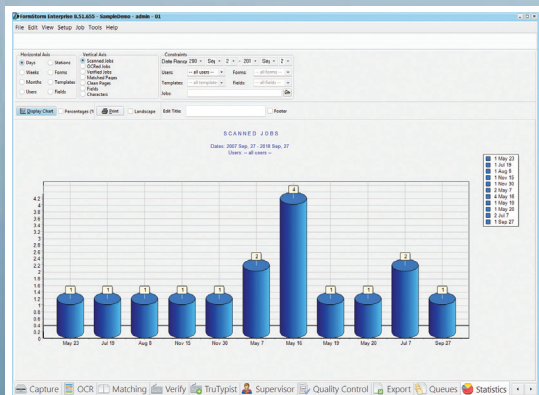 FormStorm Enterprise 8.51.655 - SampleDemo - admin - 01
File Edit View Setup Job Tools Help
Horizontal Axis
Days
Stations
Weeks
Forms
Months
Templates
Users
Fields
Vertical Axis
Scanned Jobs
OCRed Jobs
Verified Jobs
Matched Pages
Clean Pages
Fields
Characters
Constraints
Date Range 200 - Sep - 2 - 201 - Sep - 2
Users: -- all users -- Forms: -- all forms --
Templates: -- all template Fields: -- all fields --
Jobs: Go
Display Chart Percentages (% Print Landscape Edit Title: Footer
SCANNED JOBS
Dates: 2007 Sep, 27 - 2018 Sep, 27
Users: -- all users --
1 May 23
1 Jul 19
1 Aug 8
1 Nov 15
1 Nov 30
2 May 7
4 May 16
1 May 19
1 May 20
2 Jul 7
1 Sep 27
4.2
4
3.8
3.6
3.4
3.2
3
2.8
2.6
2.4
2.2
2
1.8
1.6
1.4
1.2
1
0.8
0.6
0.4
0.2
0
1 1 1 1 1 2 4 1 1 2 1
May 23 Jul 19 Aug 8 Nov 15 Nov 30 May 7 May 16 May 19 May 20 Jul 7 Sep 27
Capture OCR Matching Verify TruTypist Supervisor Quality Control Export Queues Statistics